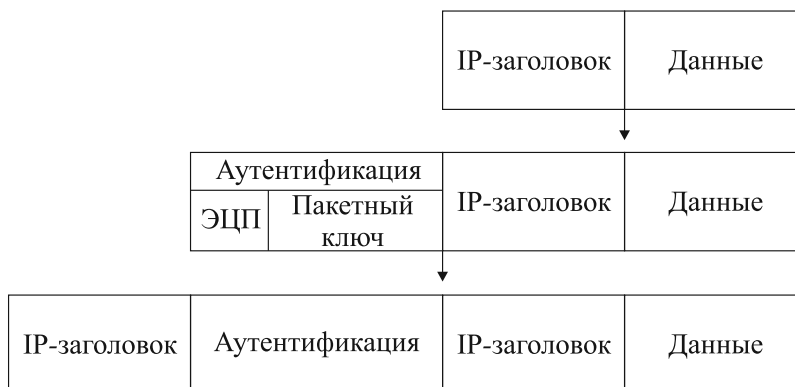 IP-заголовок Данные
Аутентификация
ЭЦП Пакетный ключ IP-заголовок Данные
IP-заголовок Аутентификация IP-заголовок Данные